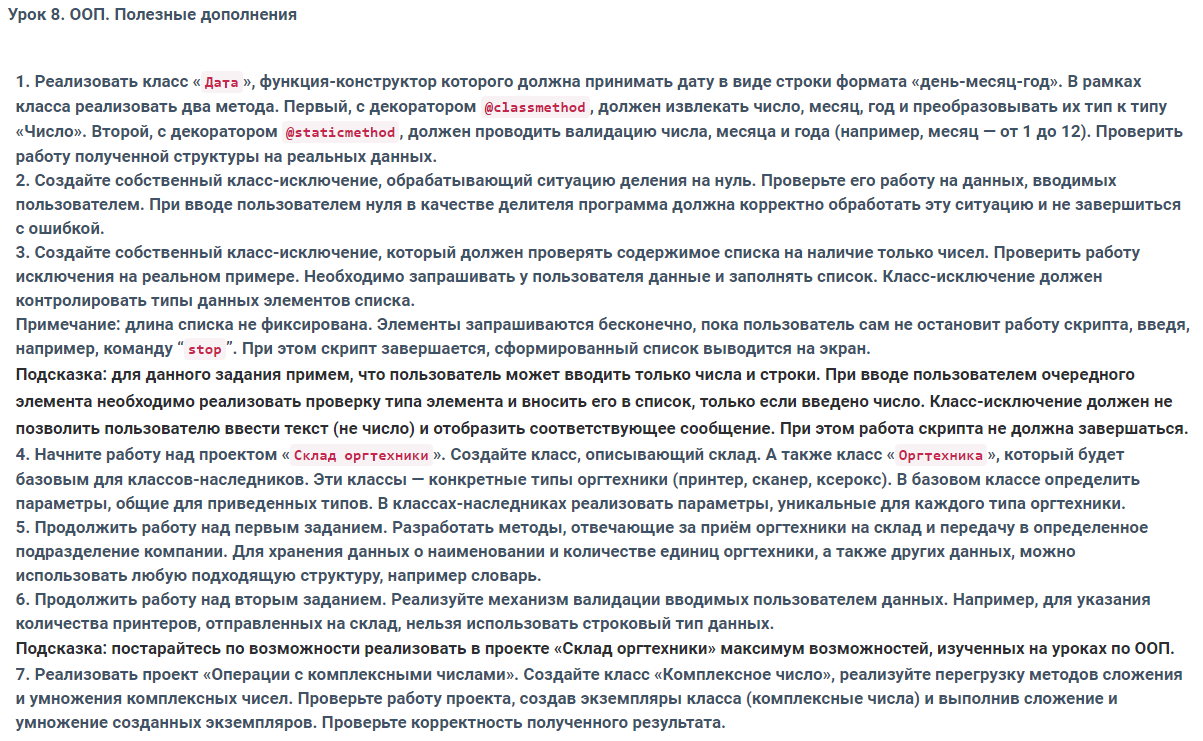 Урок 8. ООП. Полезные дополнения
1. Реализовать класс «Дата», функция-конструктор которого должна принимать дату в виде строки формата «день-месяц-год». В рамках
класса реализовать два метода. Первый, с декоратором @classmethod, должен извлекать число, месяц, год и преобразовывать их тип к типу
«Число». Второй, с декоратором @staticmethod, должен проводить валидацию числа, месяца и года (например, месяц — от 1 до 12). Проверить
работу полученной структуры на реальных данных.
2. Создайте собственный класс-исключение, обрабатывающий ситуацию деления на нуль. Проверьте его работу на данных, вводимых
пользователем. При вводе пользователем нуля в качестве делителя программа должна корректно обработать эту ситуацию и не завершиться
с ошибкой.
3. Создайте собственный класс-исключение, который должен проверять содержимое списка на наличие только чисел. Проверить работу
исключения на реальном примере. Необходимо запрашивать у пользователя данные и заполнять список. Класс-исключение должен
контролировать типы данных элементов списка.
Примечание: длина списка не фиксирована. Элементы запрашиваются бесконечно, пока пользователь сам не остановит работу скрипта, введя,
например, команду “stop”. При этом скрипт завершается, сформированный список выводится на экран.
Подсказка: для данного задания примем, что пользователь может вводить только числа и строки. При вводе пользователем очередного
элемента необходимо реализовать проверку типа элемента и вносить его в список, только если введено число. Класс-исключение должен не
позволить пользователю ввести текст (не число) и отобразить соответствующее сообщение. При этом работа скрипта не должна завершаться.
4. Начните работу над проектом «Склад оргтехники». Создайте класс, описывающий склад. А также класс «Оргтехника», который будет
базовым для классов-наследников. Эти классы — конкретные типы оргтехники (принтер, сканер, ксерокс). В базовом классе определить
параметры, общие для приведенных типов. В классах-наследниках реализовать параметры, уникальные для каждого типа оргтехники.
5. Продолжить работу над первым заданием. Разработать методы, отвечающие за приём оргтехники на склад и передачу в определенное
подразделение компании. Для хранения данных о наименовании и количестве единиц оргтехники, а также других данных, можно
использовать любую подходящую структуру, например словарь.
6. Продолжить работу над вторым заданием. Реализуйте механизм валидации вводимых пользователем данных. Например, для указания
количества принтеров, отправленных на склад, нельзя использовать строковый тип данных.
Подсказка: постарайтесь по возможности реализовать в проекте «Склад оргтехники» максимум возможностей, изученных на уроках по ООП.
7. Реализовать проект «Операции с комплексными числами». Создайте класс «Комплексное число», реализуйте перегрузку методов сложения
и умножения комплексных чисел. Проверьте работу проекта, создав экземпляры класса (комплексные числа) и выполнив сложение и
умножение созданных экземпляров. Проверьте корректность полученного результата.